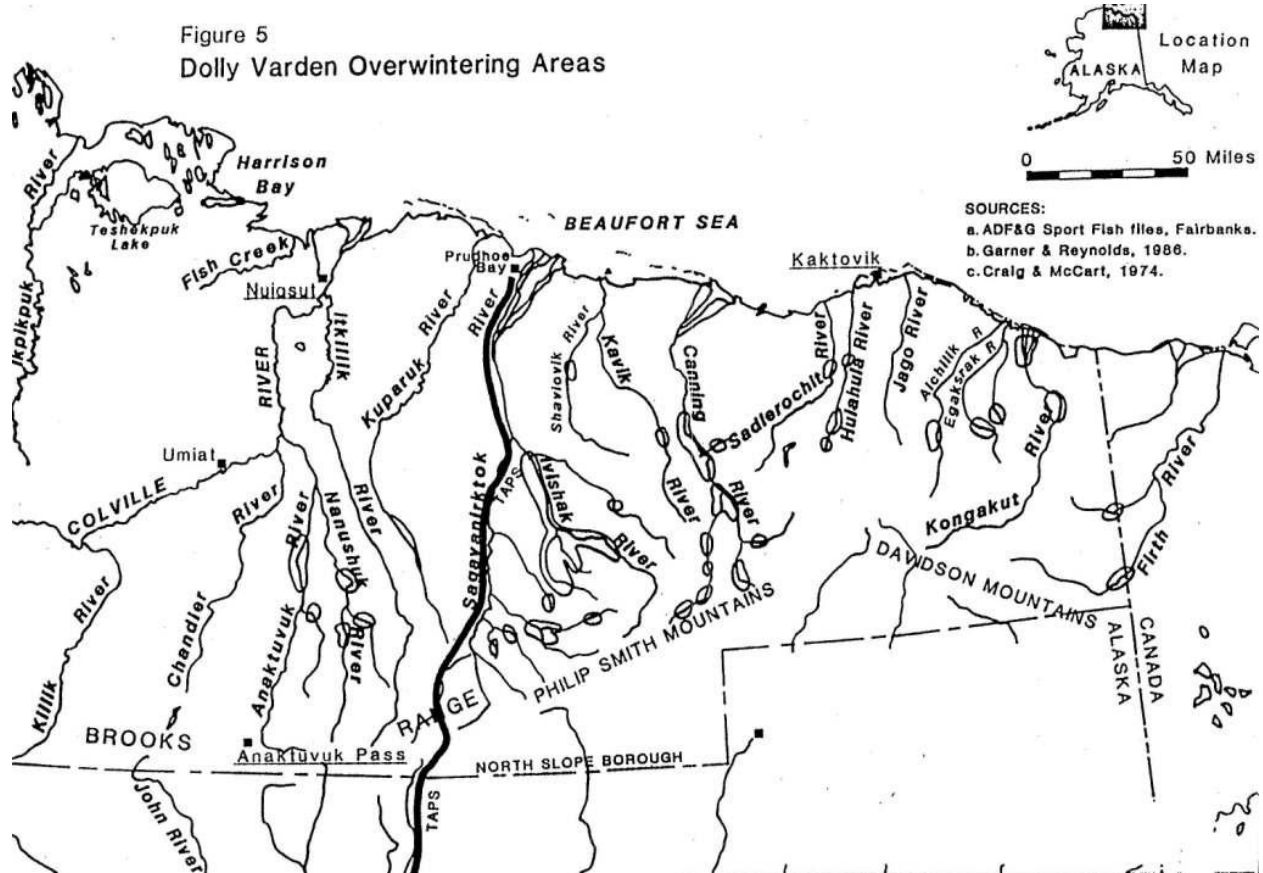 Figure 5
Dolly Varden Overwintering Areas
Location
Map
ALASKA
0 50 Miles
SOURCES:
a. ADF&G Sport Fish files, Fairbanks.
b. Garner & Reynolds, 1986.
c. Craig & McCart, 1974.
Harrison
Bay
BEAUFORT SEA
River
Ikpikpuk
Teshekpuk
Lake
Fish Creek
Nuiqsut
Prudhoe
Bay
Kaktovik
RIVER
Itkillik
River
Kuparuk
River
River
Sagavanirktok
TAPS
Shaviovik
River
Kavik
River
Canning
River
Sadlerochit
River
Hulahula River
Jago River
Aichilik R
Egaksrak R
River
Kongakut
River
Firth
Umiat
COLVILLE
River
Killik
River
Chandler
River
Anaktuvuk
Nanushuk
River
River
Ivishak
River
DAVIDSON MOUNTAINS
PHILIP SMITH MOUNTAINS
BROOKS
RANGE
Anaktuvuk Pass
NORTH SLOPE BOROUGH
ALASKA
CANADA
John River
TAPS